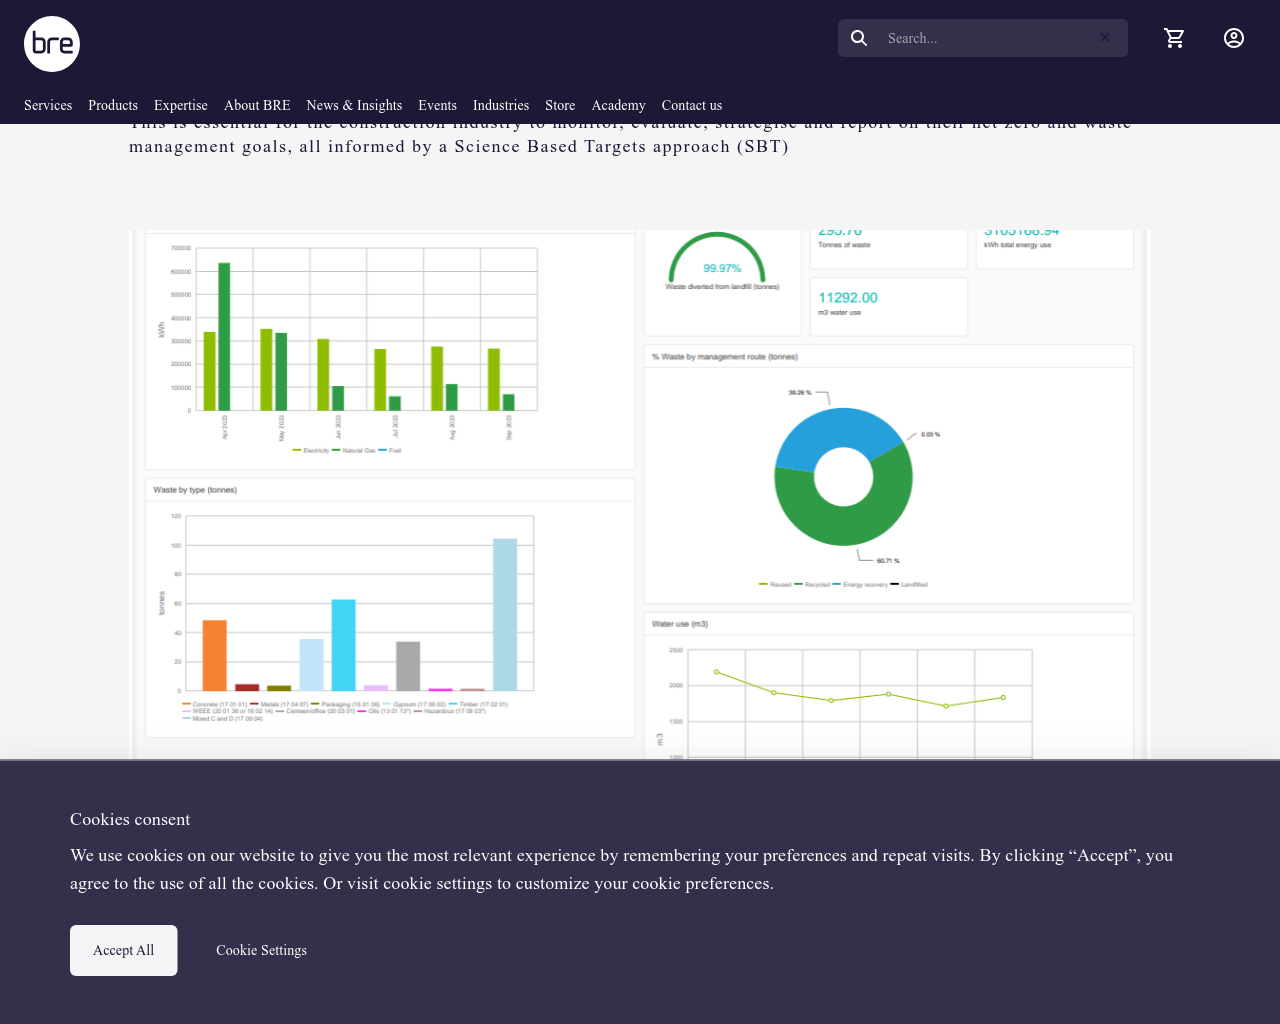 bre
Search...
Services Products Expertise About BRE News & Insights Events Industries Store Academy Contact us
This is essential for the construction industry to monitor, evaluate, strategise and report on their net zero and waste
management goals, all informed by a Science Based Targets approach (SBT)
700000
600000
500000
400000
300000
200000
100000
0
kWh
Apr 2023
May 2023
Jun 2023
Jul 2023
Aug 2023
Sep 2023
Electricity Natural Gas Fuel
99.97%
Waste diverted from landfill (tonnes)
295.76
Tonnes of waste
3105168.94
kWh total energy use
11292.00
m3 water use
% Waste by management route (tonnes)
39.26 %
0.03 %
60.71 %
Reused Recycled Energy recovery Landfilled
Waste by type (tonnes)
120
100
80
60
40
20
0
tonnes
Concrete (17 01 01) Metals (17 04 07) Packaging (15 01 06) Gypsum (17 08 02) Timber (17 02 01)
WEEE (20 01 36 or 16 02 14) Canteen/office (20 03 01) Oils (13 01 13*) Hazardous (17 09 03*)
Mixed C and D (17 09 04)
Water use (m3)
2500
2000
1500
1000
m3
Cookies consent
We use cookies on our website to give you the most relevant experience by remembering your preferences and repeat visits. By clicking “Accept”, you
agree to the use of all the cookies. Or visit cookie settings to customize your cookie preferences.
Accept All
Cookie Settings